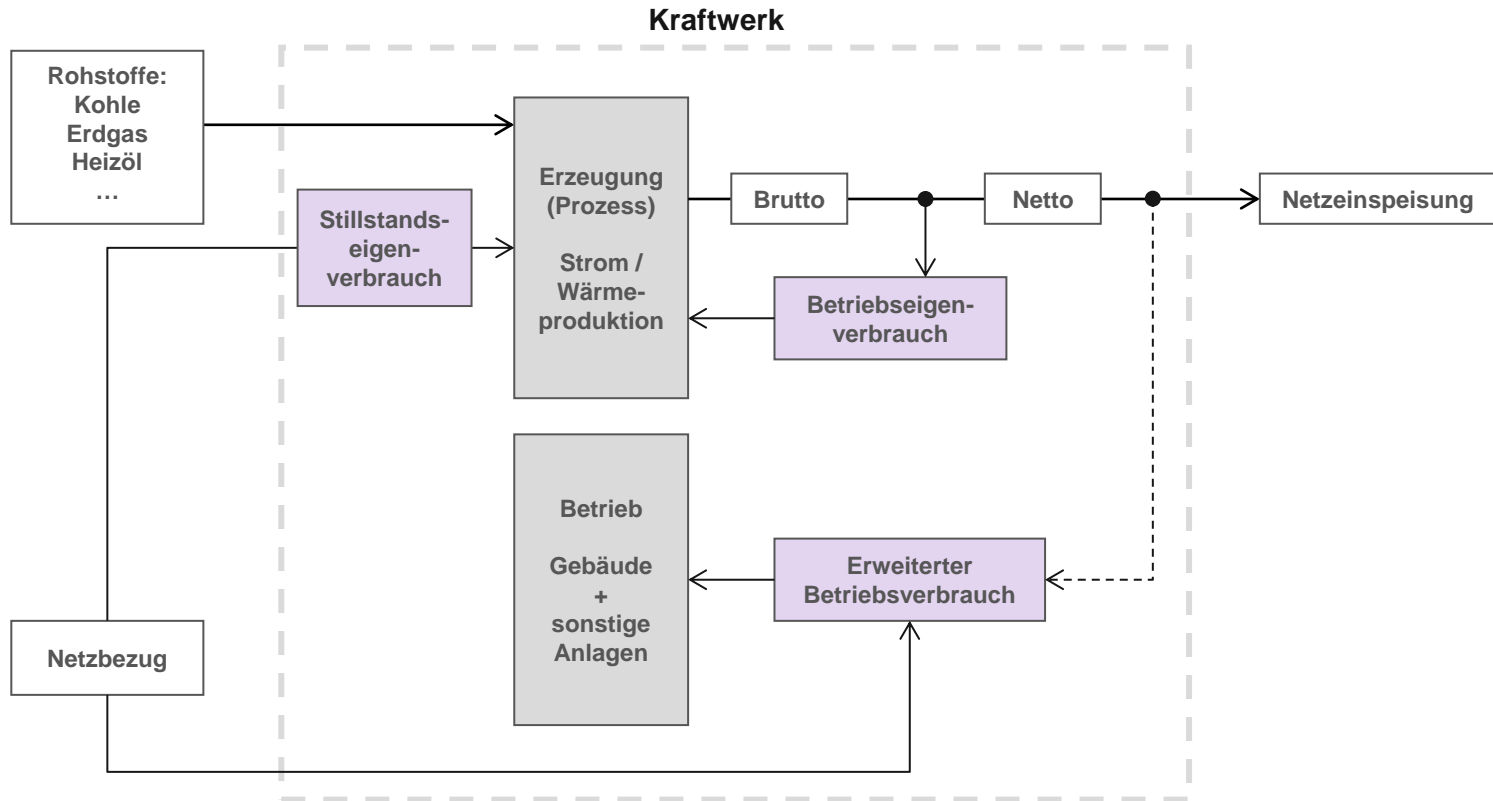 Kraftwerk
Rohstoffe:
Kohle
Erdgas
Heizöl
…
Stillstands-
eigen-
verbrauch
Erzeugung
(Prozess)
Strom /
Wärme-
produktion
Brutto
Netto
Netzeinspeisung
Betriebseigen-
verbrauch
Betrieb
Gebäude
+
sonstige
Anlagen
Erweiterter
Betriebsverbrauch
Netzbezug